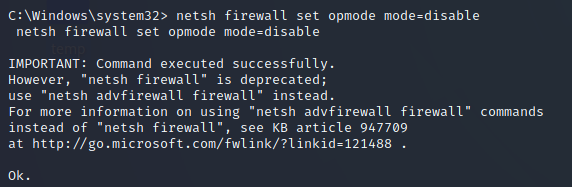 C:\Windows\system32> netsh firewall set opmode mode=disable
netsh firewall set opmode mode=disable
IMPORTANT: Command executed successfully.
However, "netsh firewall" is deprecated;
use "netsh advfirewall firewall" instead.
For more information on using "netsh advfirewall firewall" commands
instead of "netsh firewall", see KB article 947709
at http://go.microsoft.com/fwlink/?linkid=121488 .
Ok.